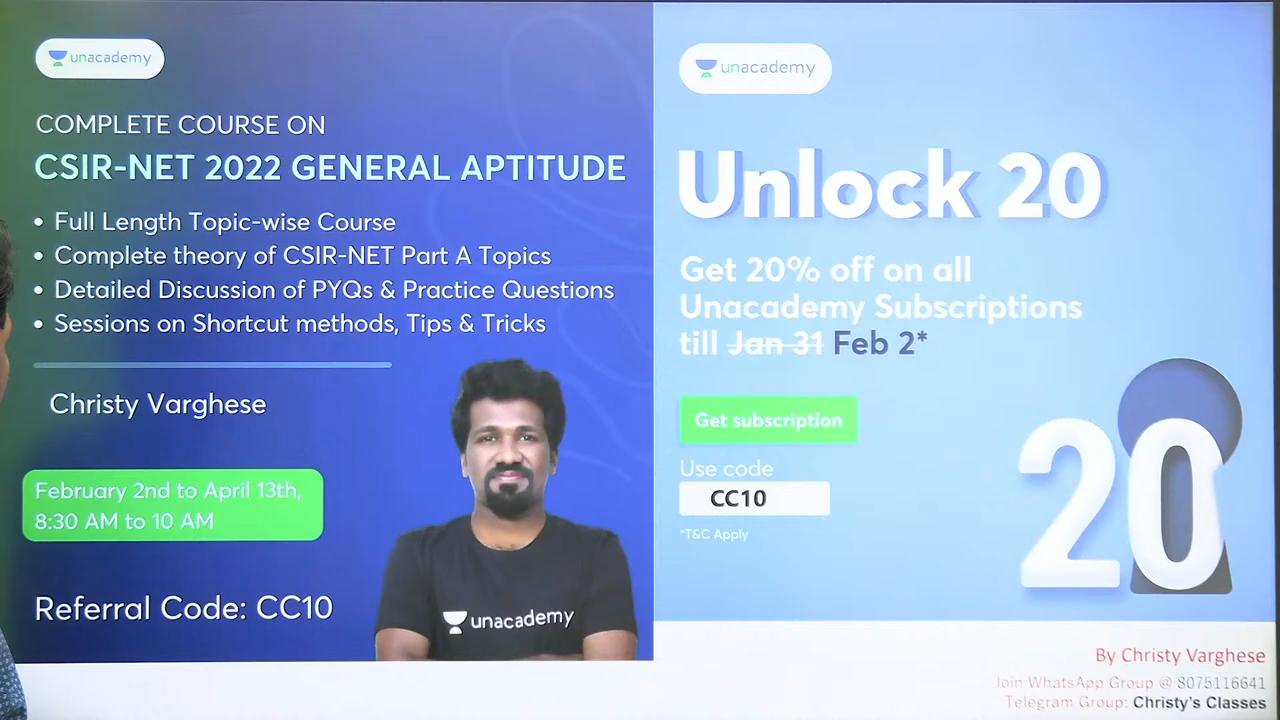 unacademy
COMPLETE COURSE ON
CSIR-NET 2022 GENERAL APTITUDE
• Full Length Topic-wise Course
• Complete theory of CSIR-NET Part A Topics
• Detailed Discussion of PYQs & Practice Questions
• Sessions on Shortcut methods, Tips & Tricks
Christy Varghese
February 2nd to April 13th,
8:30 AM to 10 AM
Referral Code: CC10
unacademy
unacademy
Unlock 20
Get 20% off on all
Unacademy Subscriptions
till Jan 31 Feb 2*
Get subscription
Use code
CC10
*T&C Apply
20
By Christy Varghese
Join WhatsApp Group @ 8075116641
Telegram Group: Christy's Classes